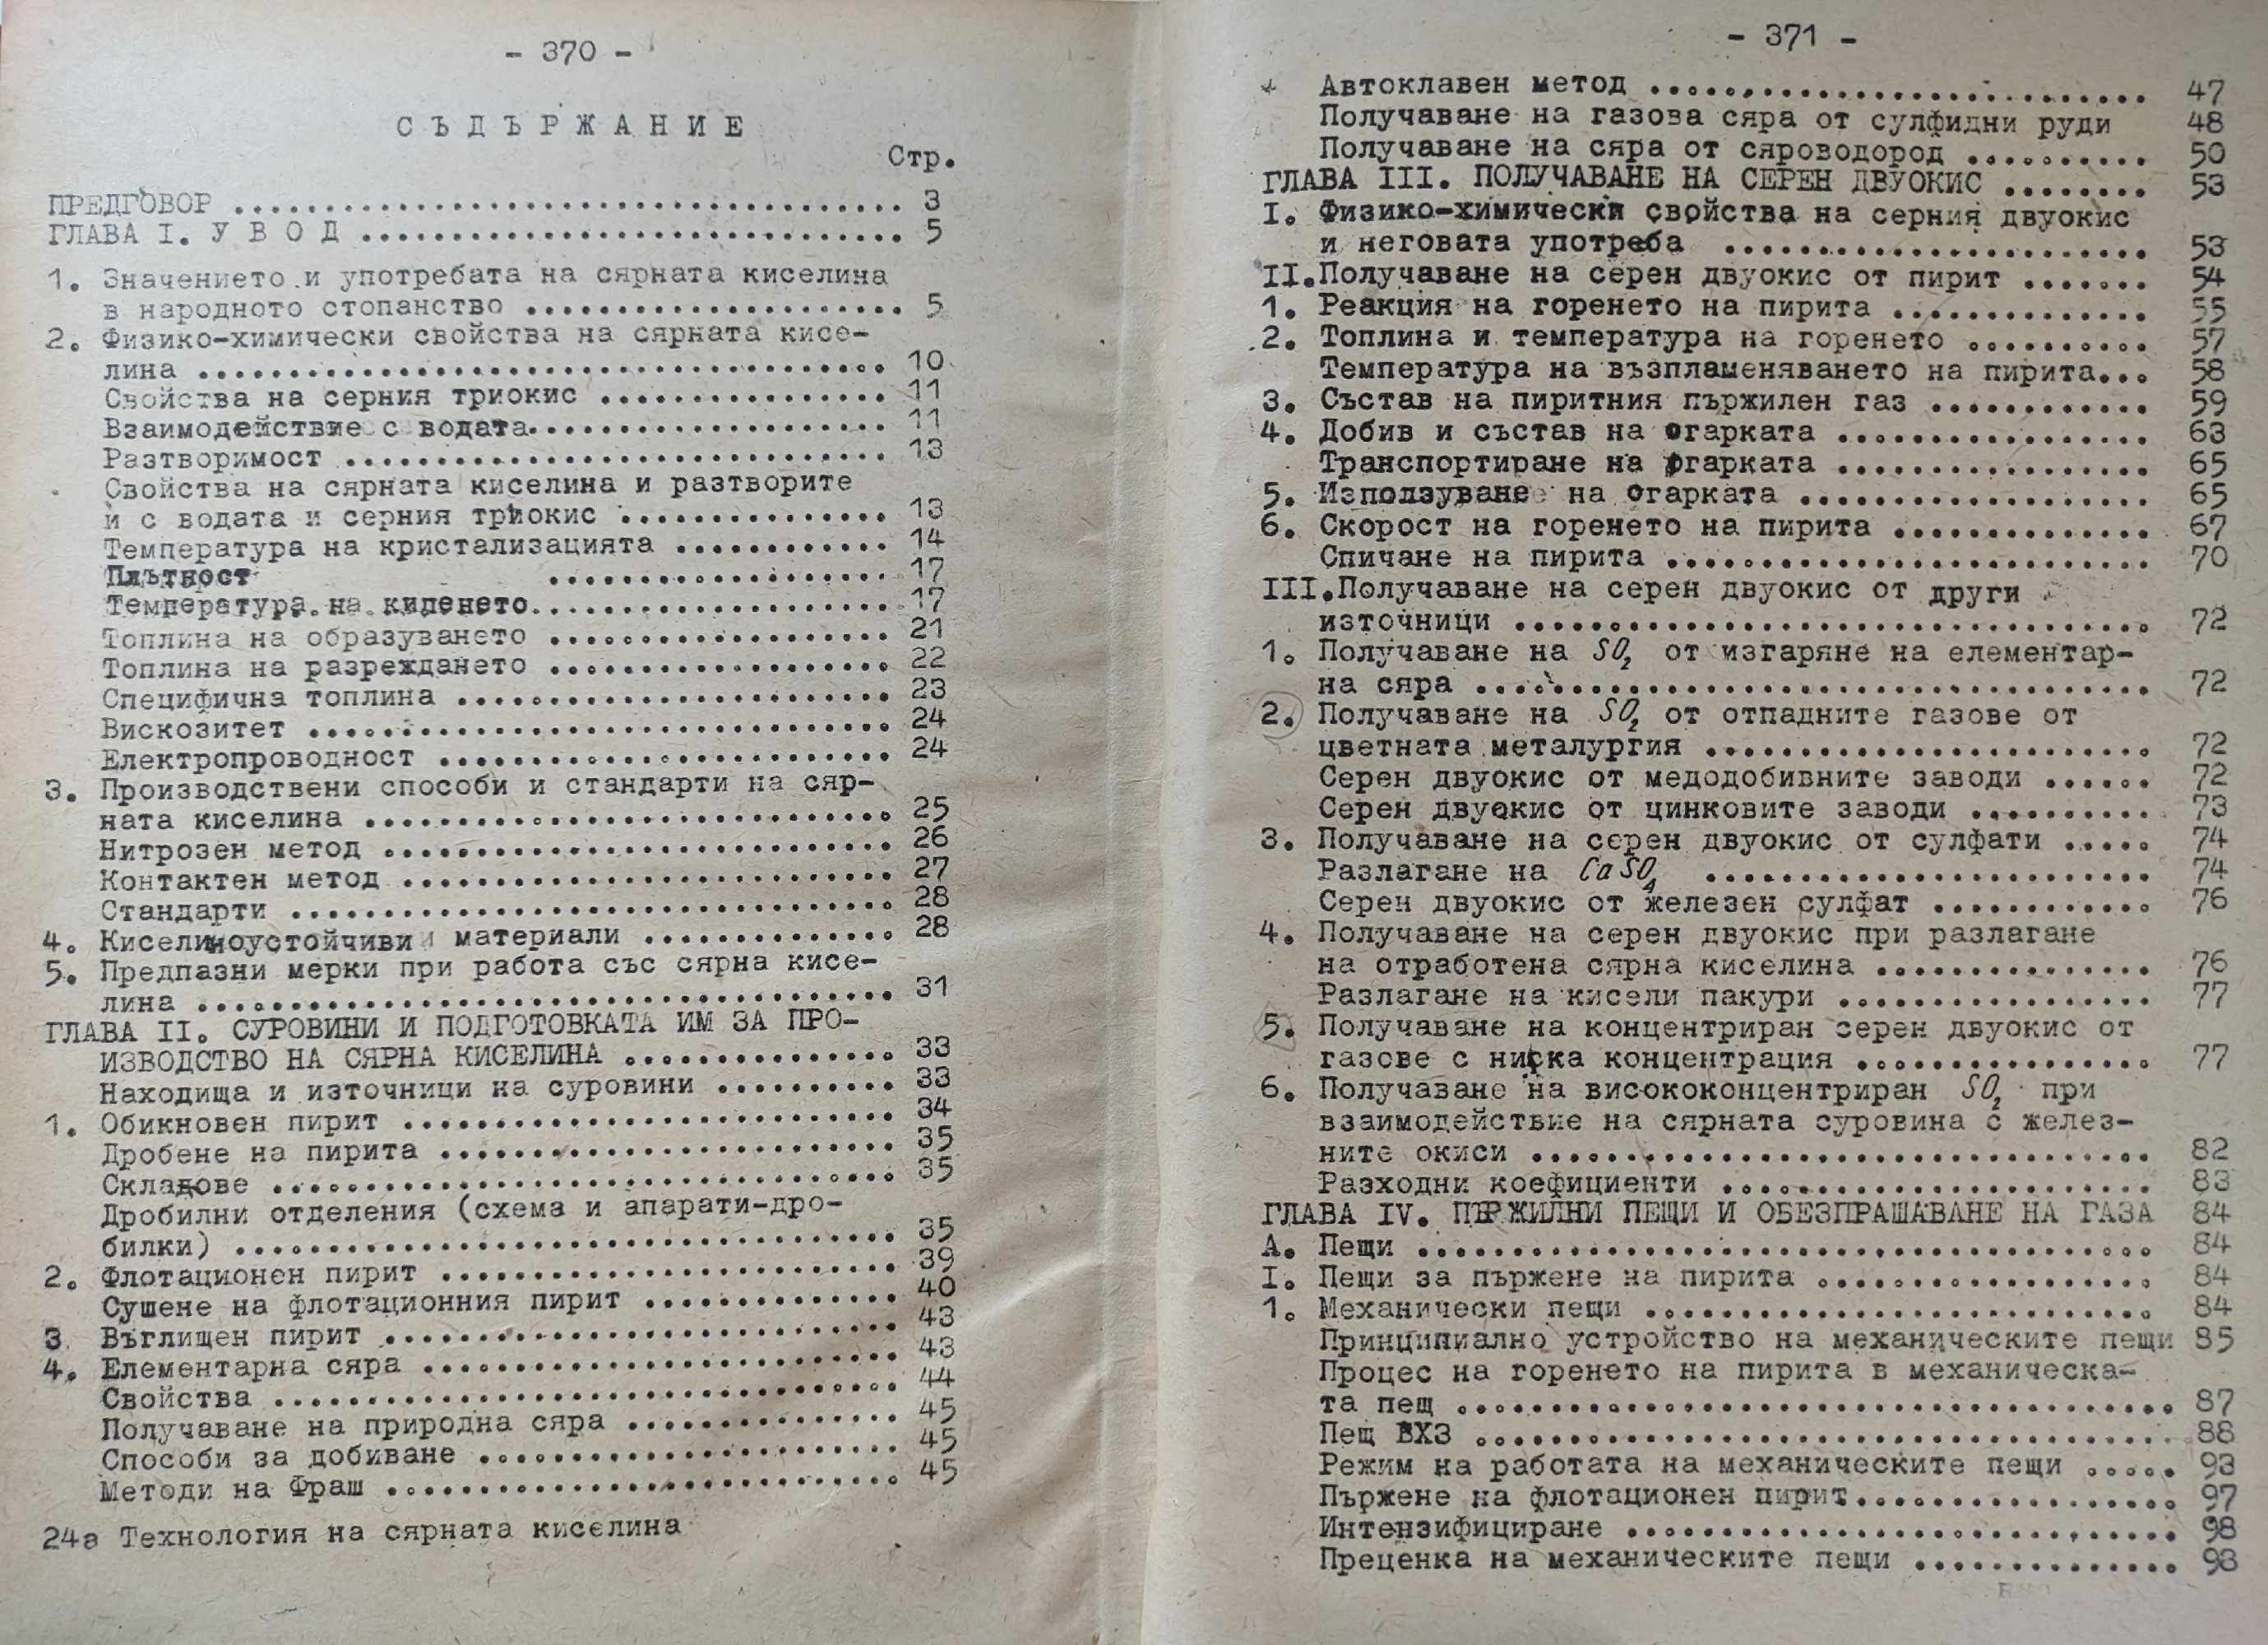 - 370 -
СЪДЪРЖАНИЕ
Стр.
ПРЕДГОВОР .................................... 3
ГЛАВА I. У В О Д .............................. 5
1. Значението и употребата на сярната киселина
в народното стопанство ..................... 5
2. Физико-химически свойства на сярната кисе-
лина ...................................... 10
Свойства на серния триокис ................ 11
Взаимодействие с водата.................... 11
Разтворимост .............................. 13
Свойства на сярната киселина и разтворите
ѝ с водата и серния триокис ............... 13
Температура на кристализацията ............ 14
Плътност ................... 17
Температура на кипенето.................... 17
Топлина на образуването ................... 21
Топлина на разреждането ................... 22
Специфична топлина ........................ 23
Вискозитет ................................ 24
Електропроводност ......................... 24
3. Производствени способи и стандарти на сяр-
ната киселина ............................. 25
Нитрозен метод ............................ 26
Контактен метод ........................... 27
Стандарти ................................. 28
4. Киселиноустойчиви материали .............. 28
5. Предпазни мерки при работа със сярна кисе-
лина ...................................... 31
ГЛАВА II. СУРОВИНИ И ПОДГОТОВКАТА ИМ ЗА ПРО-
ИЗВОДСТВО НА СЯРНА КИСЕЛИНА ............... 33
Находища и източници на суровини .......... 33
1. Обикновен пирит ........................... 34
Дробене на пирита ......................... 35
Складове .................................. 35
Дробилни отделения (схема и апарати-дро-
билки) .................................... 35
2. Флотационен пирит ......................... 39
Сушене на флотационния пирит .............. 40
3 Въглищен пирит ............................ 43
4. Елементарна сяра .......................... 43
Свойства .................................. 44
Получаване на природна сяра ............... 45
Способи за добиване ....................... 45
Методи на Фраш ............................ 45
24а Технология на сярната киселина
- 371 -
Автоклавен метод ........................... 47
Получаване на газова сяра от сулфидни руди 48
Получаване на сяра от сяроводород .......... 50
ГЛАВА III. ПОЛУЧАВАНЕ НА СЕРЕН ДВУОКИС ........ 53
I. Физико-химически свойства на серния двуокис
и неговата употреба ....................... 53
II.Получаване на серен двуокис от пирит ....... 54
1. Реакция на горенето на пирита .............. 55
2. Топлина и температура на горенето .......... 57
Температура на възпламеняването на пирита... 58
3. Състав на пиритния пържилен газ ............ 59
4. Добив и състав на огарката ................. 63
Транспортиране на огарката ................. 65
5. Използуване на огарката ................... 65
6. Скорост на горенето на пирита .............. 67
Спичане на пирита .......................... 70
III.Получаване на серен двуокис от други
източници .................................. 72
1. Получаване на SO₂ от изгаряне на елементар-
на сяра .................................... 72
2. Получаване на SO₂ от отпадните газове от
цветната металургия ........................ 72
Серен двуокис от медодобивните заводи ...... 72
Серен двуокис от цинковите заводи .......... 73
3. Получаване на серен двуокис от сулфати ..... 74
Разлагане на CaSO₄ ........................ 74
Серен двуокис от железен сулфат ............ 76
4. Получаване на серен двуокис при разлагане
на отработена сярна киселина ............... 76
Разлагане на кисели пакури ................. 77
5. Получаване на концентриран серен двуокис от
газове с ниска концентрация ................ 77
6. Получаване на висококонцентриран SO₂ при
взаимодействие на сярната суровина с желез-
ните окиси ................................. 82
Разходни коефициенти ....................... 83
ГЛАВА IV. ПЪРЖИЛНИ ПЕЩИ И ОБЕЗПРАШАВАНЕ НА ГАЗА 84
А. Пещи ....................................... 84
I. Пещи за пържене на пирита .................. 84
1. Механически пещи ........................... 84
Принципиално устройство на механическите пещи 85
Процес на горенето на пирита в механическа-
та пещ ....................................... 87
Пещ ВХЗ ...................................... 88
Режим на работата на механическите пещи ..... 93
Пържене на флотационен пирит................. 97
Интензифициране .............................. 98
Преценка на механическите пещи .............. 98